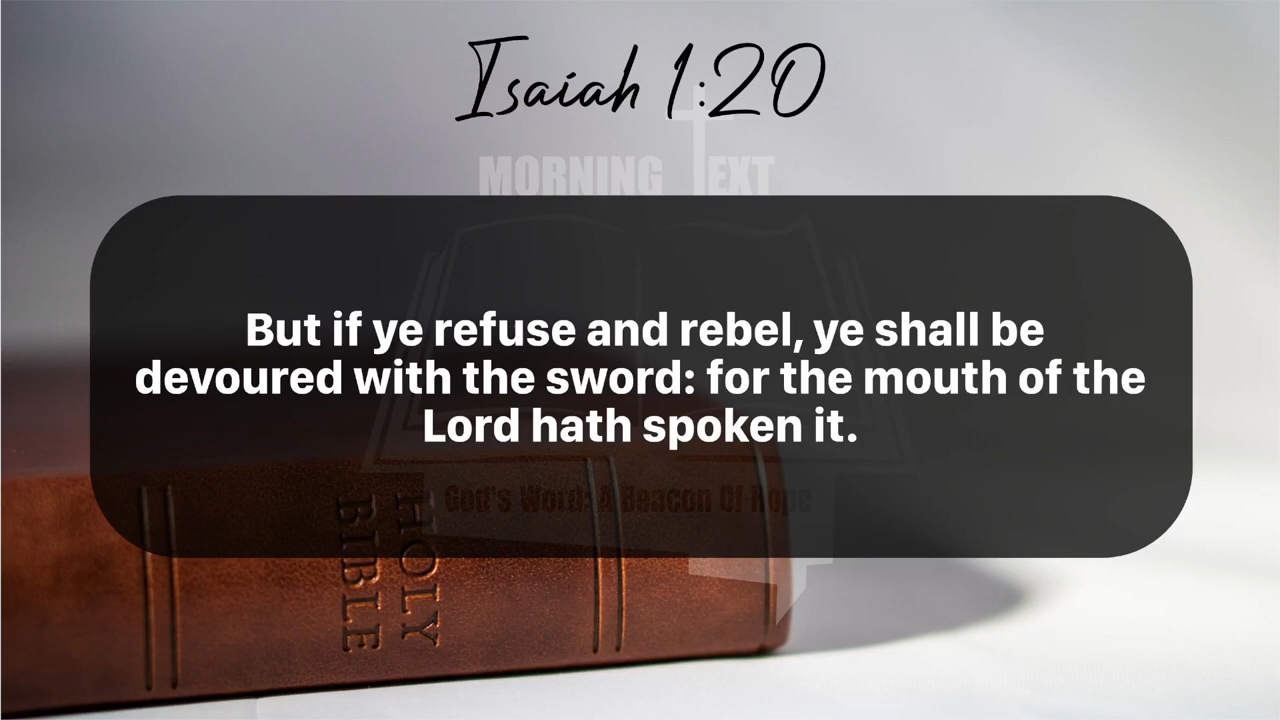 Isaiah 1:20
MORNING TEXT
But if ye refuse and rebel, ye shall be
devoured with the sword: for the mouth of the
Lord hath spoken it.
God's Word: A Beacon Of Hope
HOLY
BIBLE